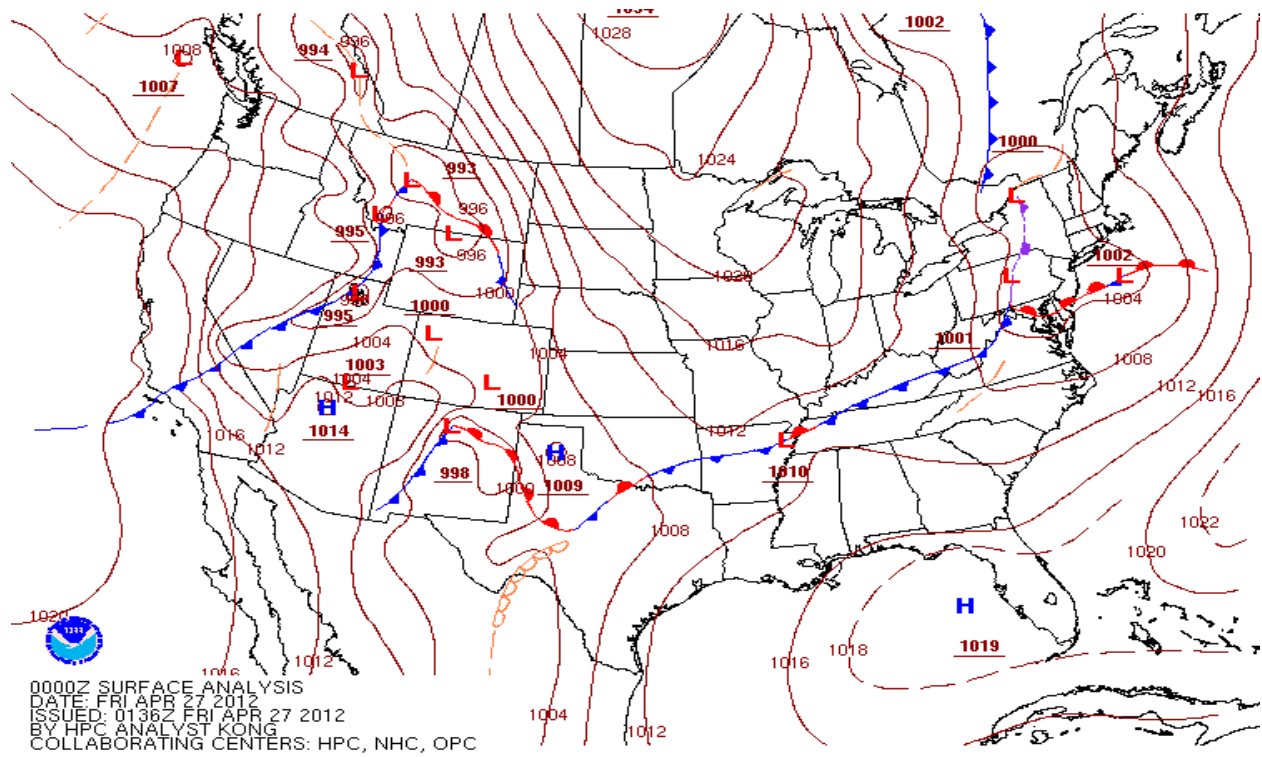 1002
1028
994
996
1008
1007
1000
1024
993
996
996
995
996
993
1002
1020
1000
1004
1000
995
1004
1001
1016
1004
1003
1004
1008
1012
1008
1012
1000
1016
1014
1016
1012
1012
998
1008
1010
1000
1009
1022
1008
1020
1019
1018
1016
1016
1012
1004
1012
H
H
H
L
L
L
L
L
L
L
L
L
L
L
L
L
L
0000Z SURFACE ANALYSIS
DATE: FRI APR 27 2012
ISSUED: 0136Z FRI APR 27 2012
BY HPC ANALYST KONG
COLLABORATING CENTERS: HPC, NHC, OPC